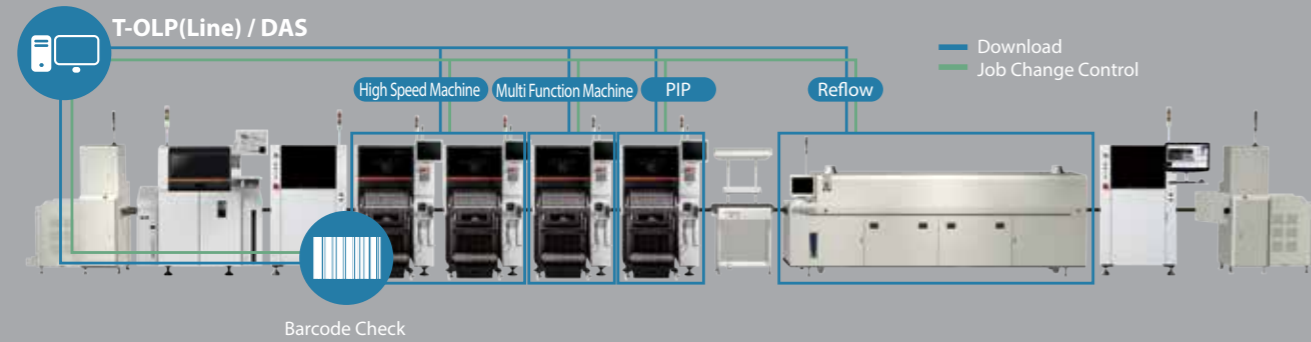 T-OLP(Line) / DAS
Download
Job Change Control
High Speed Machine
Multi Function Machine
PIP
Reflow
Barcode Check